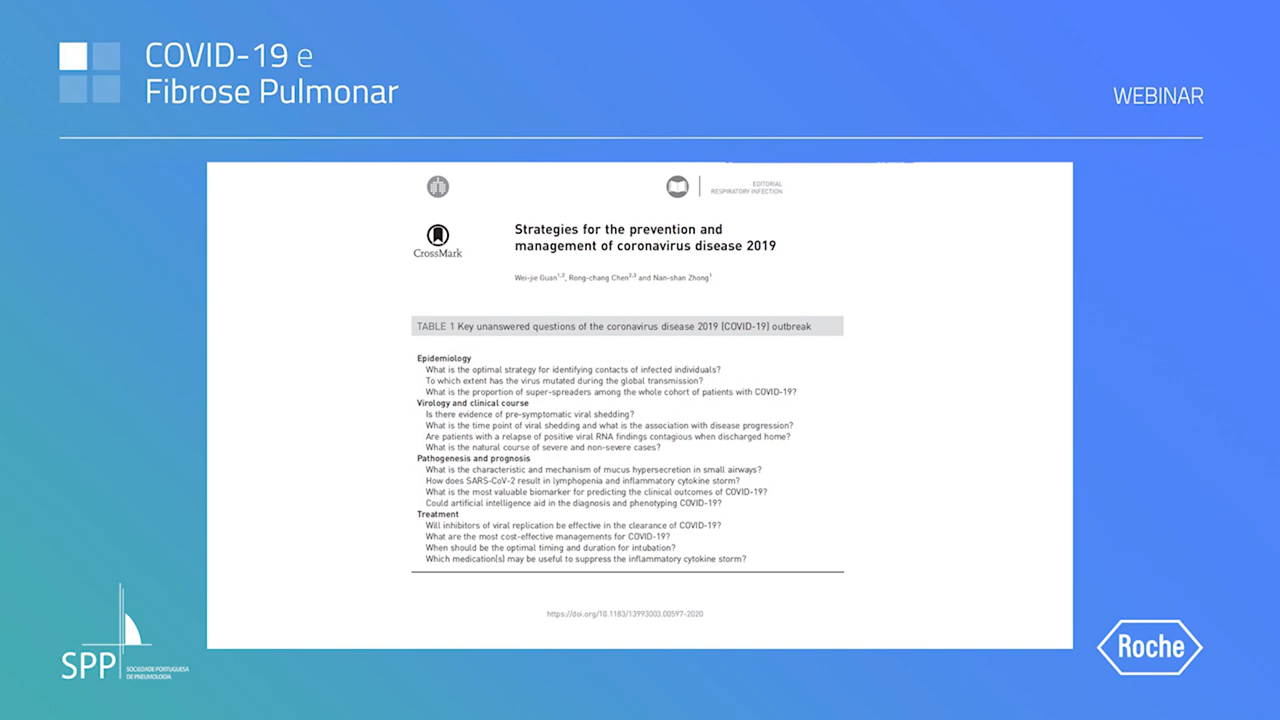 COVID-19 e
Fibrose Pulmonar
WEBINAR
EDITORIAL
RESPIRATORY INFECTION
CrossMark
Strategies for the prevention and
management of coronavirus disease 2019
Wei-jie Guan1,3, Rong-chang Chen2,3 and Nan-shan Zhong1
TABLE 1 Key unanswered questions of the coronavirus disease 2019 (COVID-19) outbreak
Epidemiology
What is the optimal strategy for identifying contacts of infected individuals?
To which extent has the virus mutated during the global transmission?
What is the proportion of super-spreaders among the whole cohort of patients with COVID-19?
Virology and clinical course
Is there evidence of pre-symptomatic viral shedding?
What is the time point of viral shedding and what is the association with disease progression?
Are patients with a relapse of positive viral RNA findings contagious when discharged home?
What is the natural course of severe and non-severe cases?
Pathogenesis and prognosis
What is the characteristic and mechanism of mucus hypersecretion in small airways?
How does SARS-CoV-2 result in lymphopenia and inflammatory cytokine storm?
What is the most valuable biomarker for predicting the clinical outcomes of COVID-19?
Could artificial intelligence aid in the diagnosis and phenotyping COVID-19?
Treatment
Will inhibitors of viral replication be effective in the clearance of COVID-19?
What are the most cost-effective managements for COVID-19?
When should be the optimal timing and duration for intubation?
Which medication(s) may be useful to suppress the inflammatory cytokine storm?
https://doi.org/10.1183/13993003.00597-2020
SPP
SOCIEDADE PORTUGUESA
DE PNEUMOLOGIA
Roche